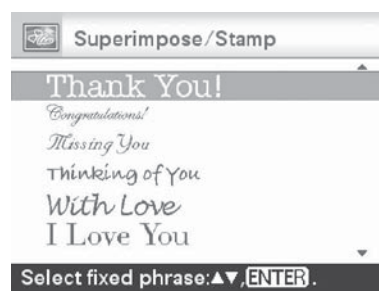 Superimpose/Stamp
Thank You!
Congratulations!
Missing You
Thinking of You
With Love
I Love You
Select fixed phrase:▲▼,ENTER.